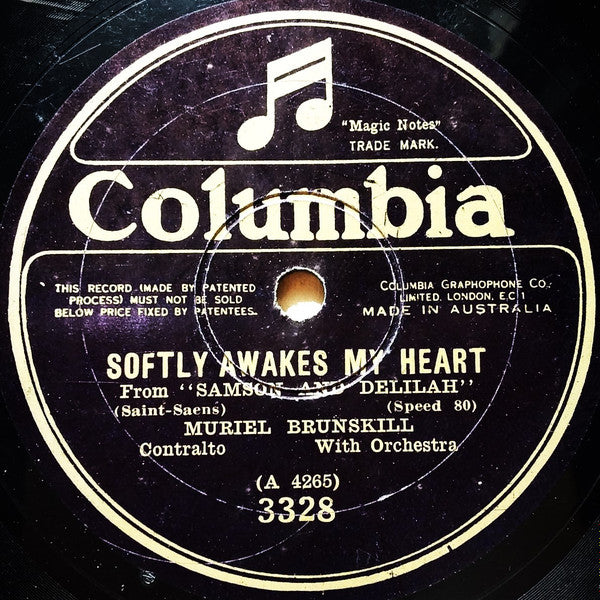 "Magic Notes"
TRADE MARK.
Columbia
THIS RECORD (MADE BY PATENTED
PROCESS) MUST NOT BE SOLD
BELOW PRICE FIXED BY PATENTEES.
COLUMBIA GRAPHOPHONE CO.
LIMITED. LONDON, E.C.1
MADE IN AUSTRALIA
SOFTLY AWAKES MY HEART
From "SAMSON AND DELILAH"
(Saint-Saens) (Speed 80)
MURIEL BRUNSKILL
Contralto With Orchestra
(A 4265)
3328